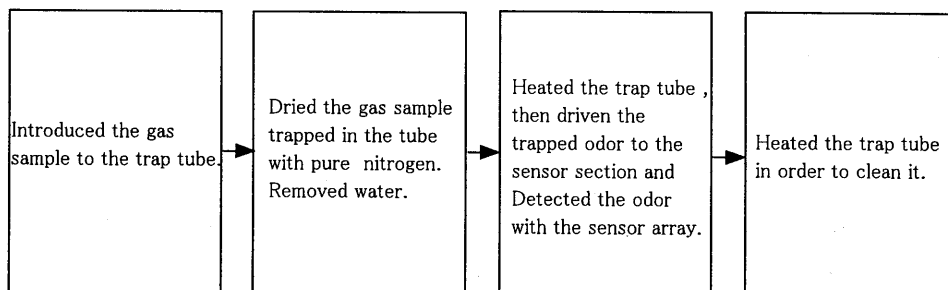 Introduced the gas
sample to the trap tube.
Dried the gas sample
trapped in the tube
with pure nitrogen.
Removed water.
Heated the trap tube ,
then driven the
trapped odor to the
sensor section and
Detected the odor
with the sensor array.
Heated the trap tube
in order to clean it.